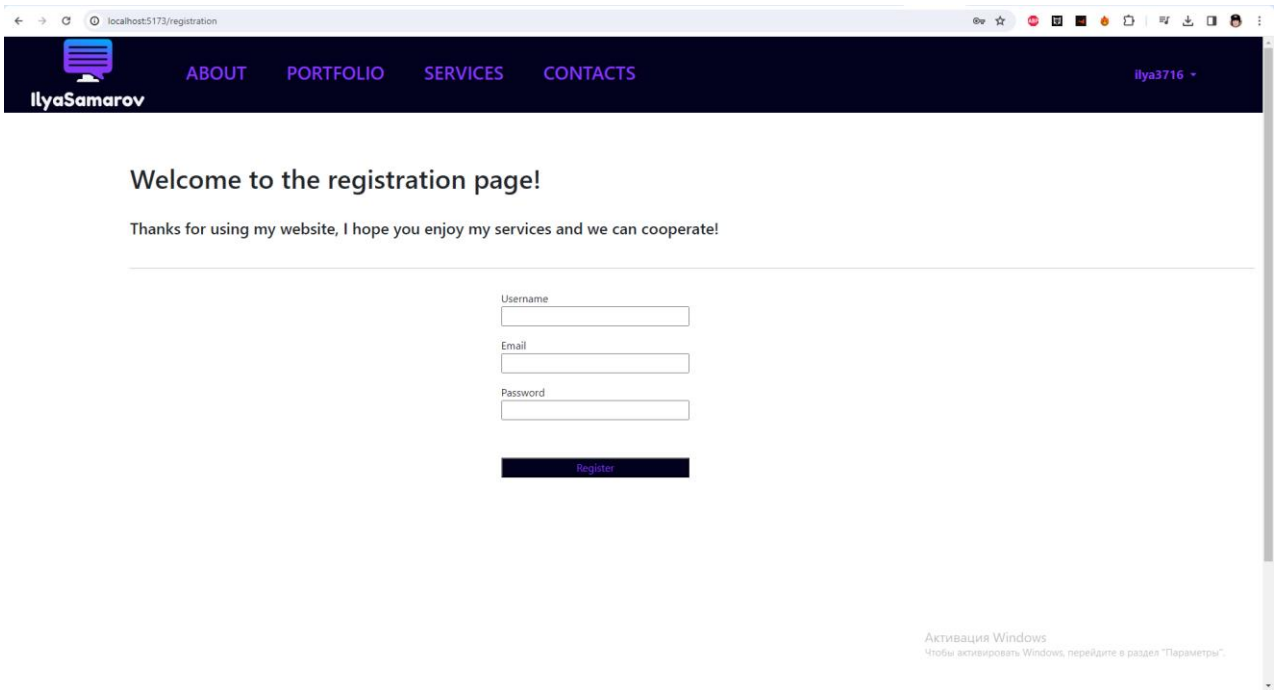 localhost:5173/registration
ABOUT PORTFOLIO SERVICES CONTACTS ilya3716
IlyaSamarov
Welcome to the registration page!
Thanks for using my website, I hope you enjoy my services and we can cooperate!
Username
Email
Password
Register
Активация Windows
Чтобы активировать Windows, перейдите в раздел "Параметры".